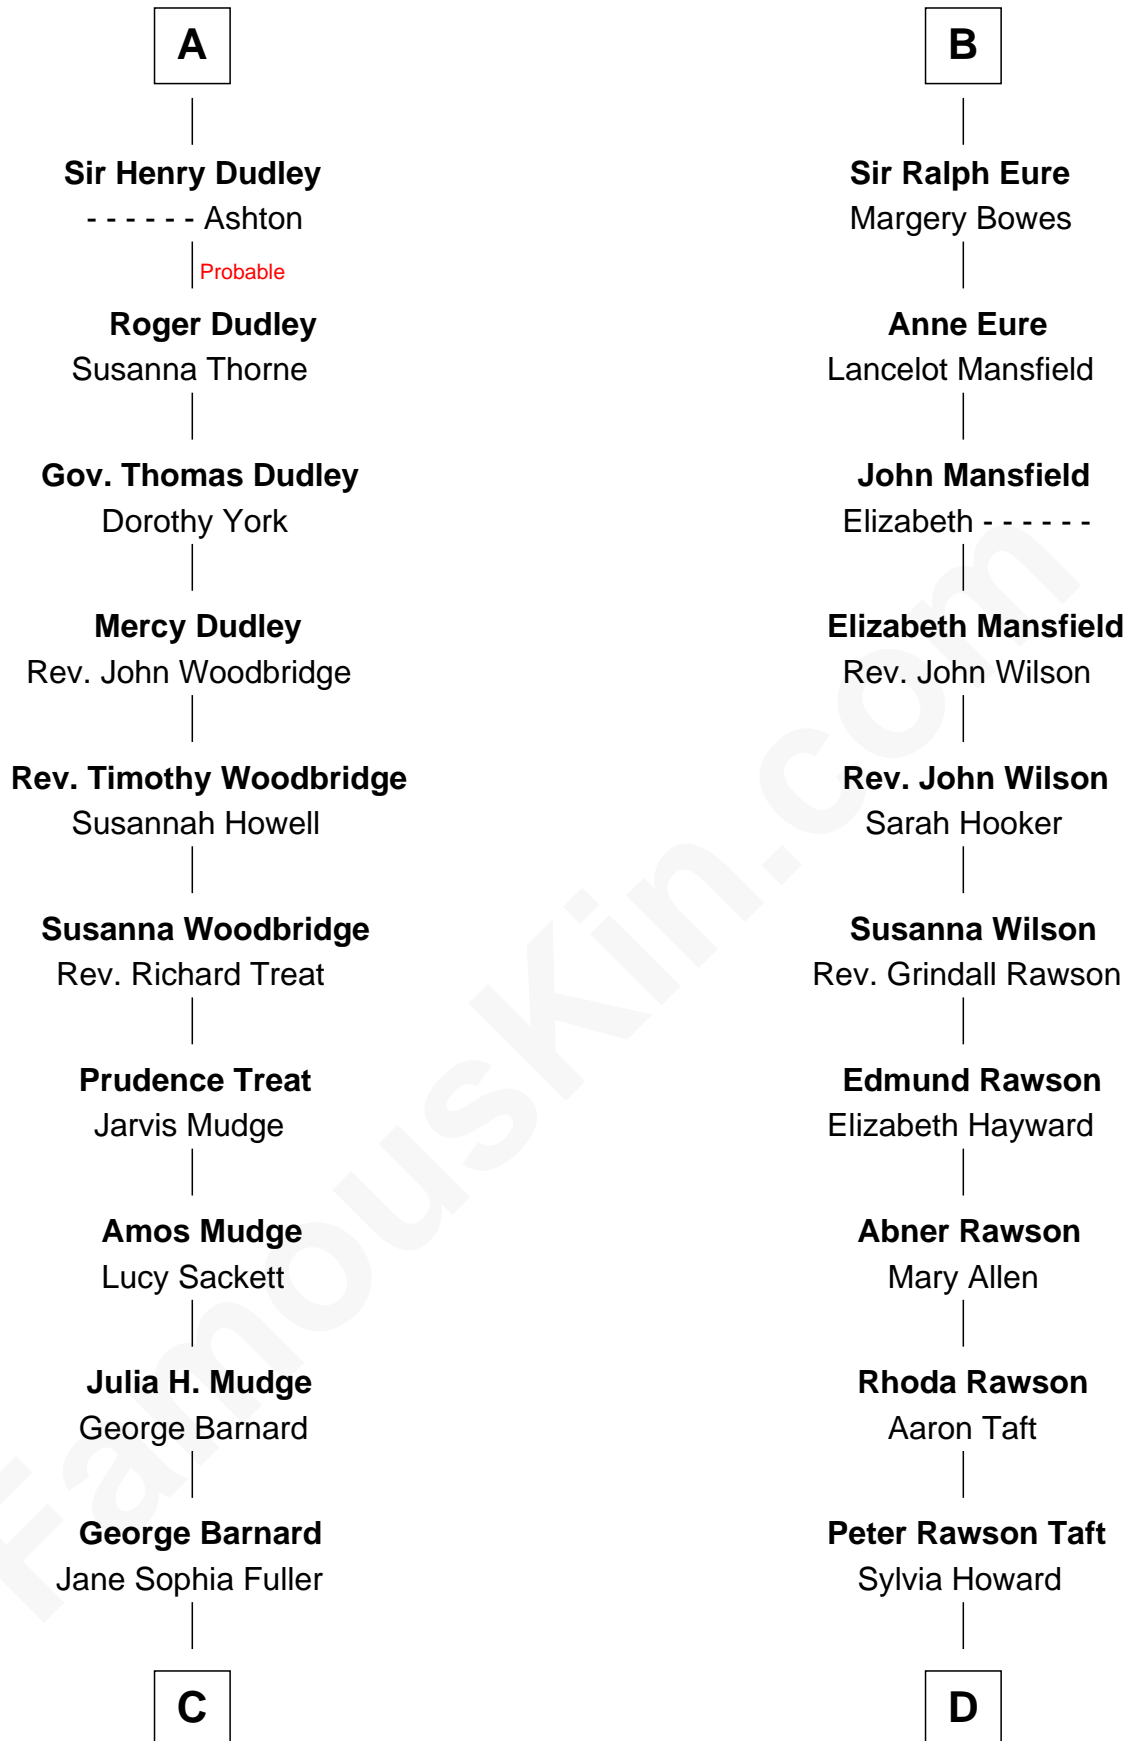 A
Sir Henry Dudley
- - - - - - Ashton
Probable
Roger Dudley
Susanna Thorne
Gov. Thomas Dudley
Dorothy York
Mercy Dudley
Rev. John Woodbridge
Rev. Timothy Woodbridge
Susannah Howell
Susanna Woodbridge
Rev. Richard Treat
Prudence Treat
Jarvis Mudge
Amos Mudge
Lucy Sackett
Julia H. Mudge
George Barnard
George Barnard
Jane Sophia Fuller
C
B
Sir Ralph Eure
Margery Bowes
Anne Eure
Lancelot Mansfield
John Mansfield
Elizabeth - - - - - -
Elizabeth Mansfield
Rev. John Wilson
Rev. John Wilson
Sarah Hooker
Susanna Wilson
Rev. Grindall Rawson
Edmund Rawson
Elizabeth Hayward
Abner Rawson
Mary Allen
Rhoda Rawson
Aaron Taft
Peter Rawson Taft
Sylvia Howard
D
FamousKin.com